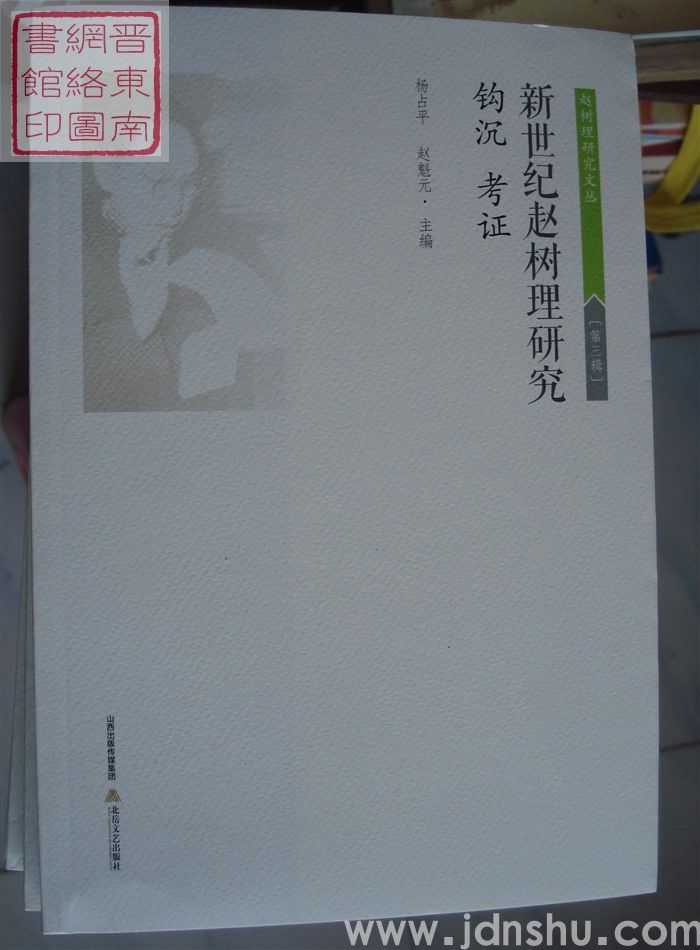 晋東南
網絡圖
書館印
赵树理研究文丛
［第三辑］
新世纪赵树理研究
钩沉 考证
杨占平 赵魁元·主编
山西出版传媒集团
北岳文艺出版社
www.jdnshu.com